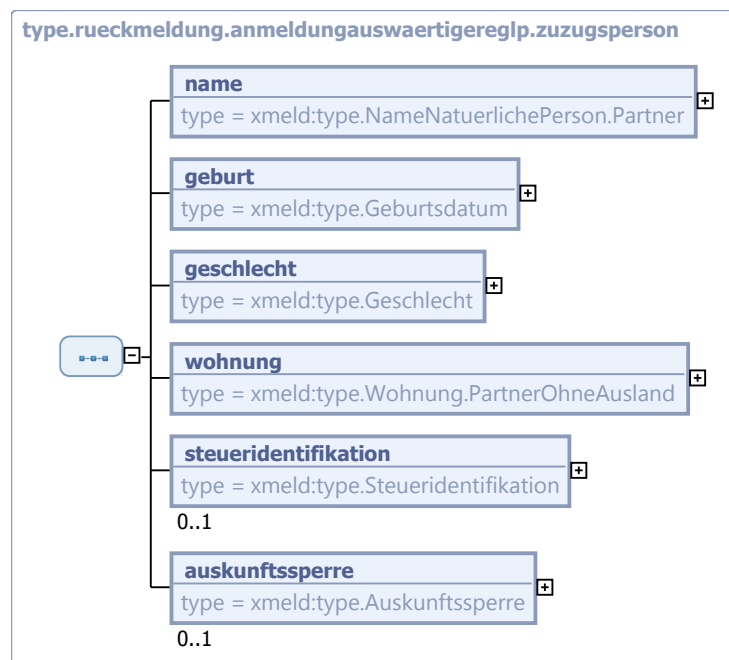 type.rueckmeldung.anmeldungauswaertigereglp.zuzugsperson
name
type = xmeld:type.NameNatuerlichePerson.Partner
geburt
type = xmeld:type.Geburtsdatum
geschlecht
type = xmeld:type.Geschlecht
wohnung
type = xmeld:type.Wohnung.PartnerOhneAusland
steueridentifikation
type = xmeld:type.Steueridentifikation
0..1
auskunftssperre
type = xmeld:type.Auskunftssperre
0..1